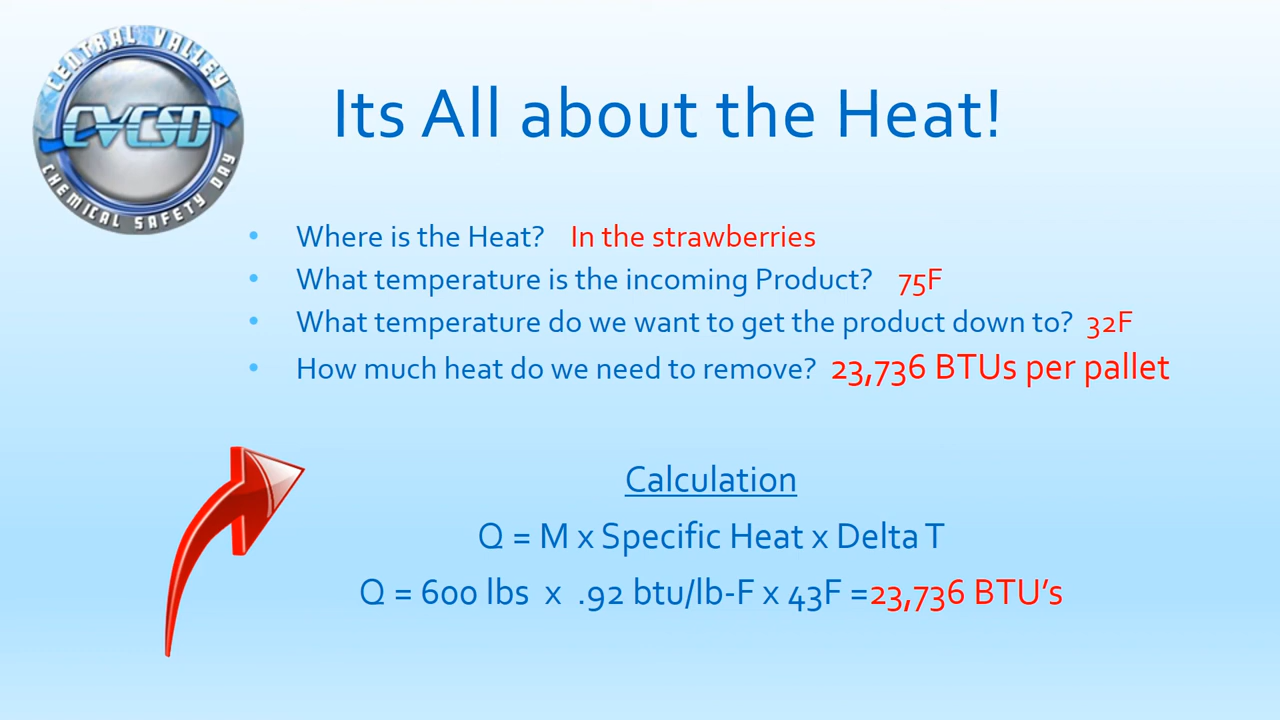 CENTRAL VALLEY
CVCSD
CHEMICAL SAFETY DAY
Its All about the Heat!
• Where is the Heat? In the strawberries
• What temperature is the incoming Product? 75F
• What temperature do we want to get the product down to? 32F
• How much heat do we need to remove? 23,736 BTUs per pallet
Calculation
Q = M x Specific Heat x Delta T
Q = 600 lbs x .92 btu/lb-F x 43F =23,736 BTU’s